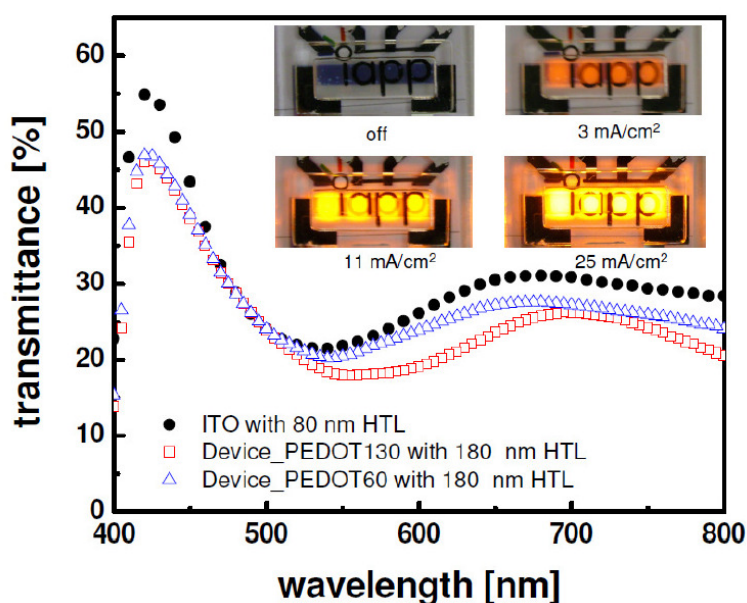 transmittance [%]
65
60
50
40
30
20
10
0
400
500
600
700
800
wavelength [nm]
off
3 mA/cm²
11 mA/cm²
25 mA/cm²
iapp
iapp
iapp
iapp
ITO with 80 nm HTL
Device_PEDOT130 with 180 nm HTL
Device_PEDOT60 with 180 nm HTL